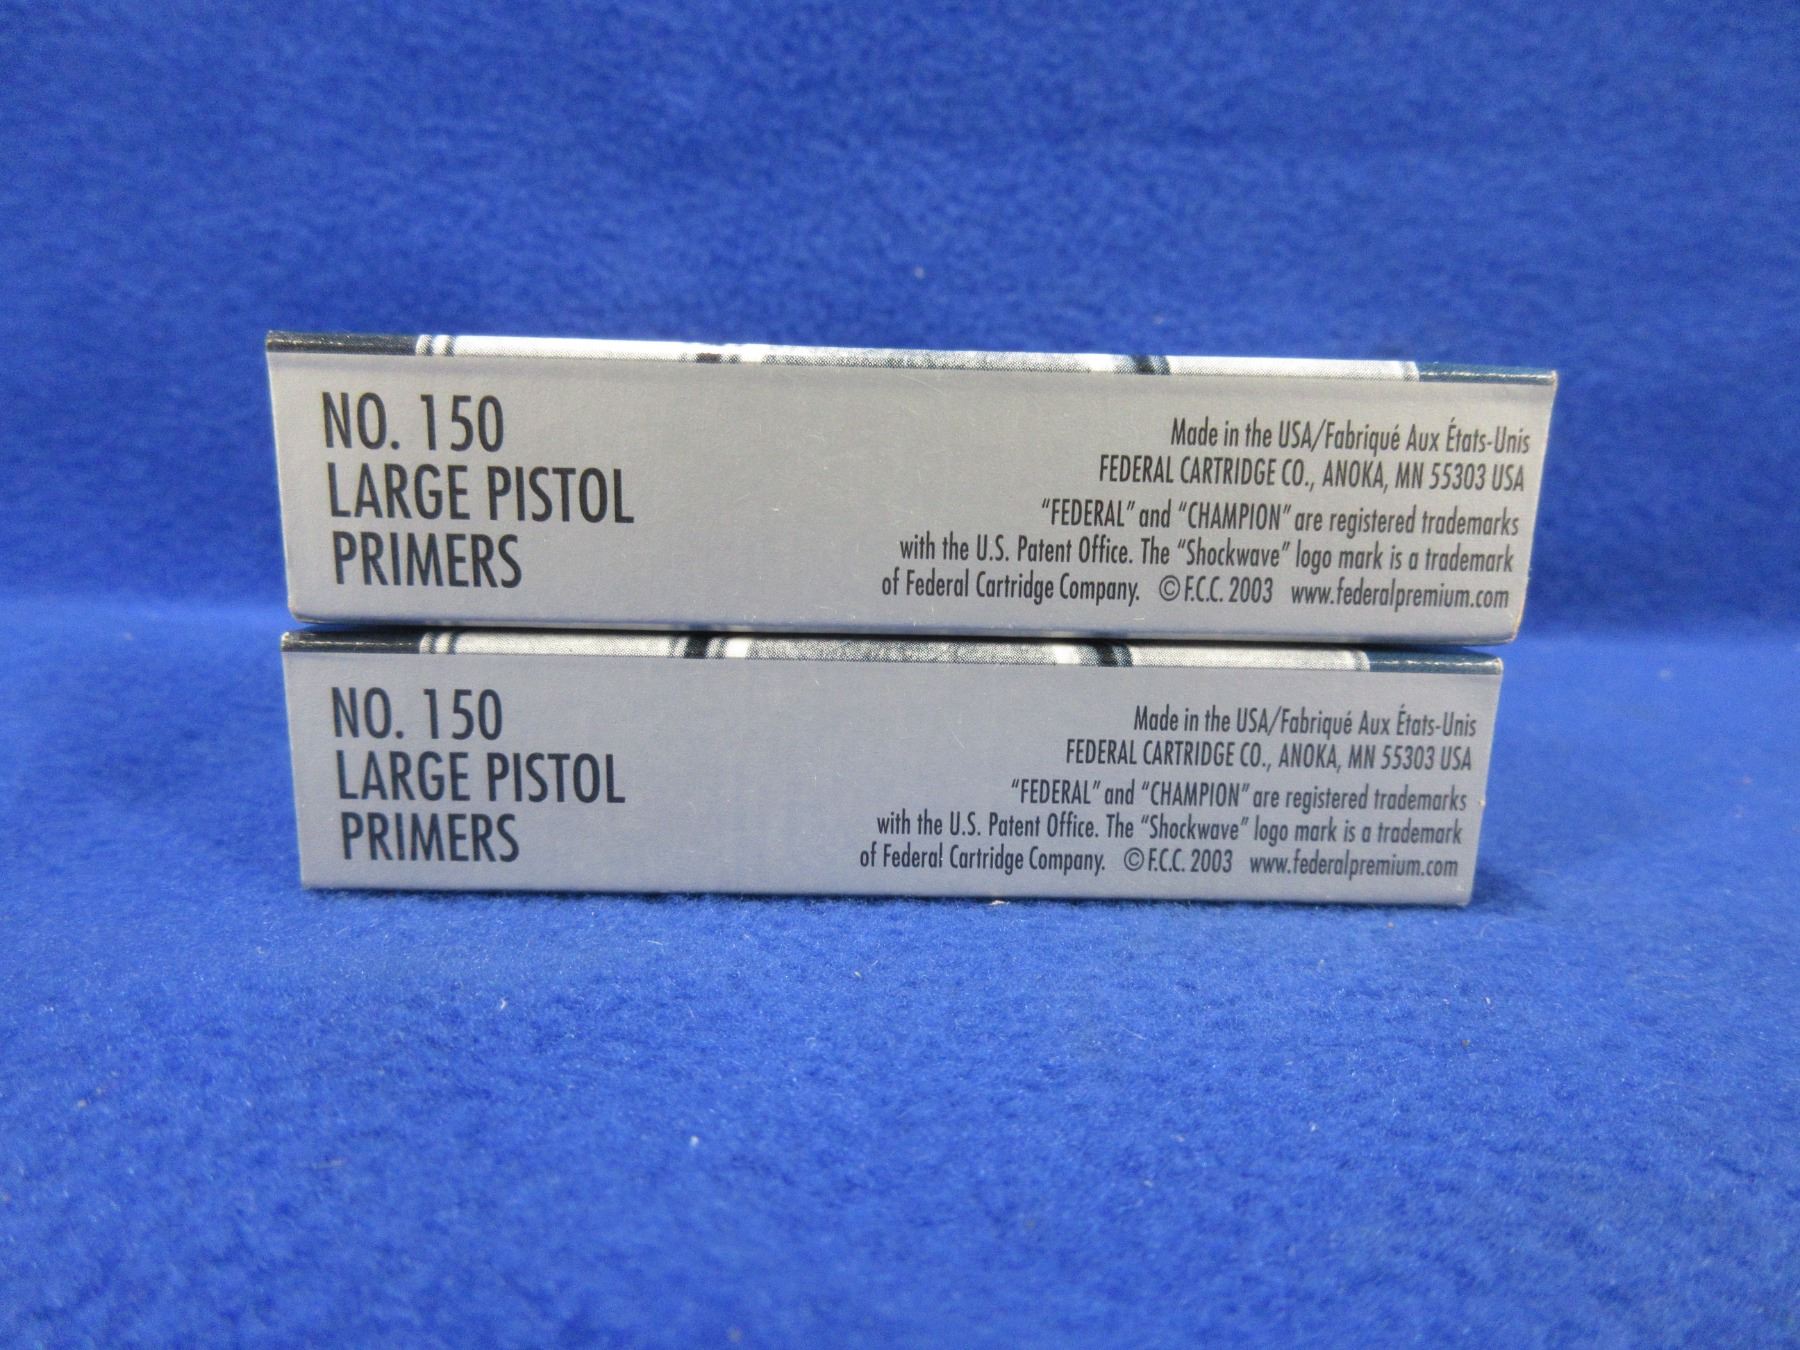 NO. 150
LARGE PISTOL
PRIMERS
Made in the USA/Fabriqué Aux États-Unis
FEDERAL CARTRIDGE CO., ANOKA, MN 55303 USA
“FEDERAL” and “CHAMPION” are registered trademarks
with the U.S. Patent Office. The “Shockwave” logo mark is a trademark
of Federal Cartridge Company. © F.C.C. 2003 www.federalpremium.com
NO. 150
LARGE PISTOL
PRIMERS
Made in the USA/Fabriqué Aux États-Unis
FEDERAL CARTRIDGE CO., ANOKA, MN 55303 USA
“FEDERAL” and “CHAMPION” are registered trademarks
with the U.S. Patent Office. The “Shockwave” logo mark is a trademark
of Federal Cartridge Company. © F.C.C. 2003 www.federalpremium.com